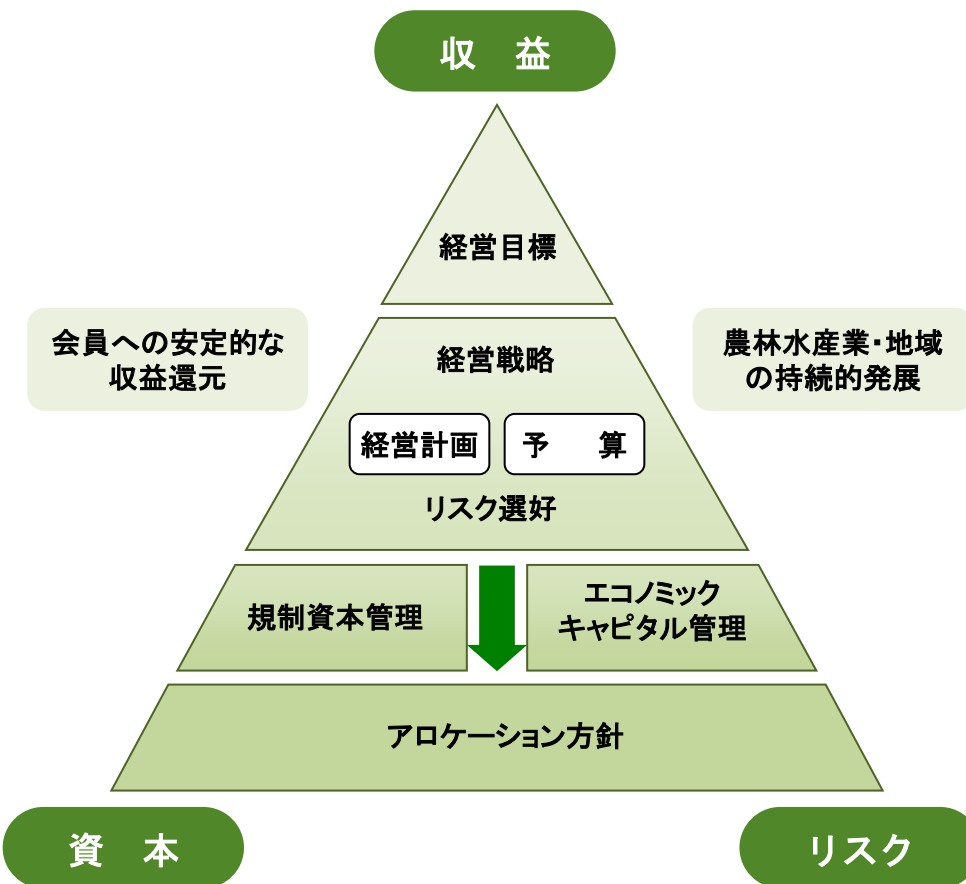 収　益
経営目標
会員への安定的な
収益還元
農林水産業・地域
の持続的発展
経営戦略
経営計画
予　算
リスク選好
規制資本管理
エコノミック
キャピタル管理
アロケーション方針
資　本
リスク